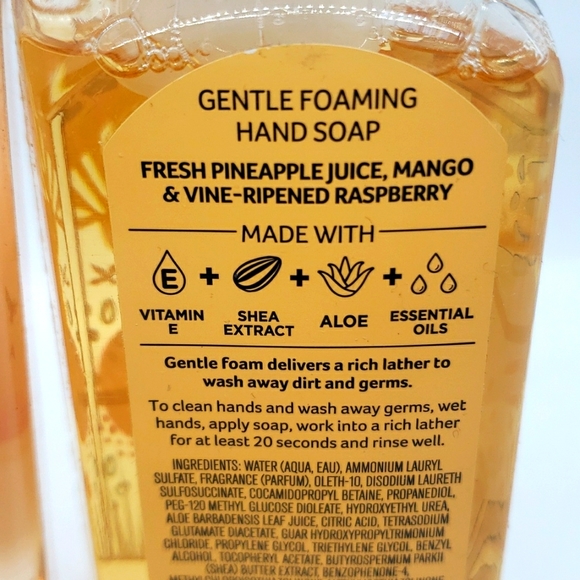 GENTLE FOAMING
HAND SOAP
FRESH PINEAPPLE JUICE, MANGO
& VINE-RIPENED RASPBERRY
MADE WITH
E + + +
VITAMIN E SHEA EXTRACT ALOE ESSENTIAL OILS
Gentle foam delivers a rich lather to
wash away dirt and germs.
To clean hands and wash away germs, wet
hands, apply soap, work into a rich lather
for at least 20 seconds and rinse well.
INGREDIENTS: WATER (AQUA, EAU), AMMONIUM LAURYL
SULFATE, FRAGRANCE (PARFUM), OLETH-10, DISODIUM LAURETH
SULFOSUCCINATE, COCAMIDOPROPYL BETAINE, PROPANEDIOL,
PEG-120 METHYL GLUCOSE DIOLEATE, HYDROXYETHYL UREA,
ALOE BARBADENSIS LEAF JUICE, CITRIC ACID, TETRASODIUM
GLUTAMATE DIACETATE, GUAR HYDROXYPROPYLTRIMONIUM
CHLORIDE, PROPYLENE GLYCOL, TRIETHYLENE GLYCOL, BENZYL
ALCOHOL, TOCOPHERYL ACETATE, BUTYROSPERMUM PARKII
(SHEA) BUTTER EXTRACT, BENZOPHENONE-4,